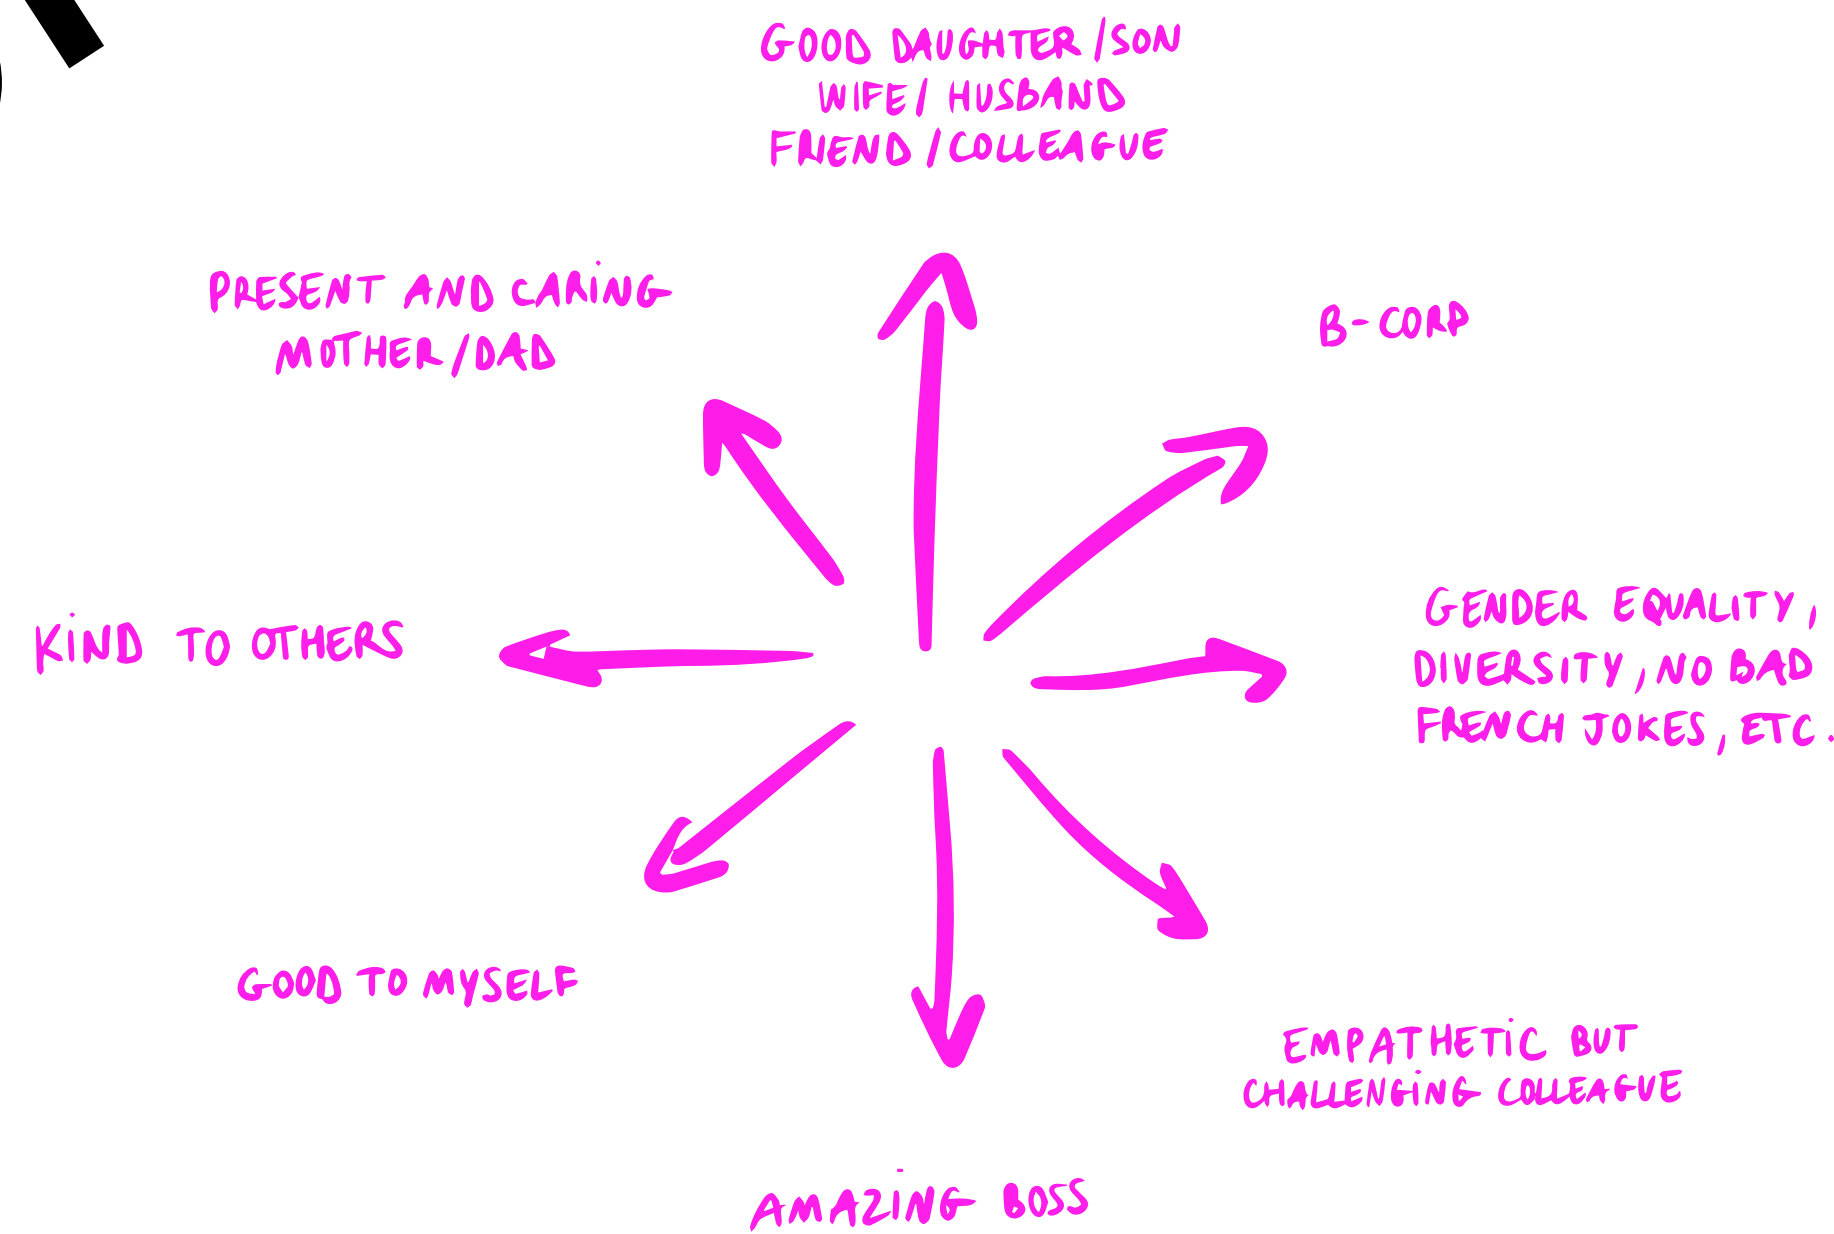 GOOD DAUGHTER/SON
WIFE/HUSBAND
FRIEND/COLLEAGUE
PRESENT AND CARING
MOTHER/DAD
B-CORP
KIND TO OTHERS
GENDER EQUALITY,
DIVERSITY, NO BAD
FRENCH JOKES, ETC.
GOOD TO MYSELF
EMPATHETIC BUT
CHALLENGING COLLEAGUE
AMAZING BOSS